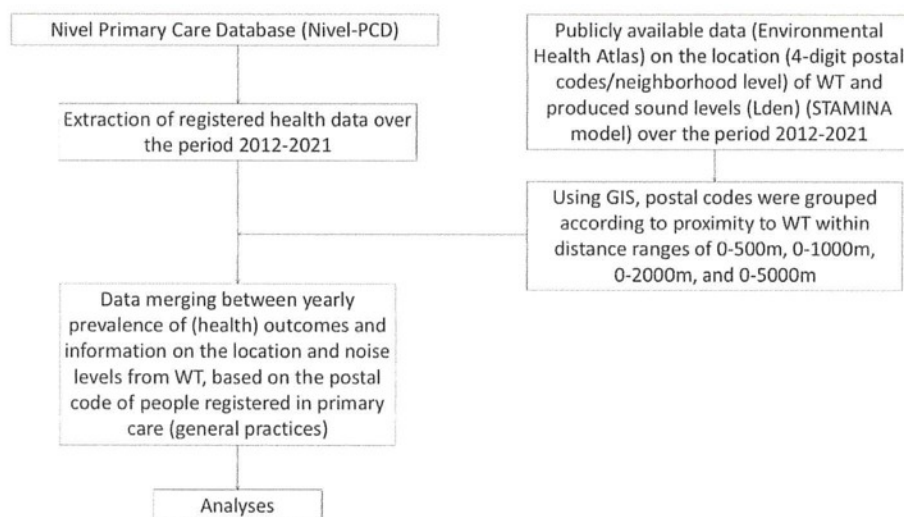 Nivel Primary Care Database (Nivel-PCD)
Extraction of registered health data over
the period 2012-2021
Publicly available data (Environmental
Health Atlas) on the location (4-digit postal
codes/neighborhood level) of WT and
produced sound levels (Lden) (STAMINA
model) over the period 2012-2021
Using GIS, postal codes were grouped
according to proximity to WT within
distance ranges of 0-500m, 0-1000m,
0-2000m, and 0-5000m
Data merging between yearly
prevalence of (health) outcomes and
information on the location and noise
levels from WT, based on the postal
code of people registered in primary
care (general practices)
Analyses